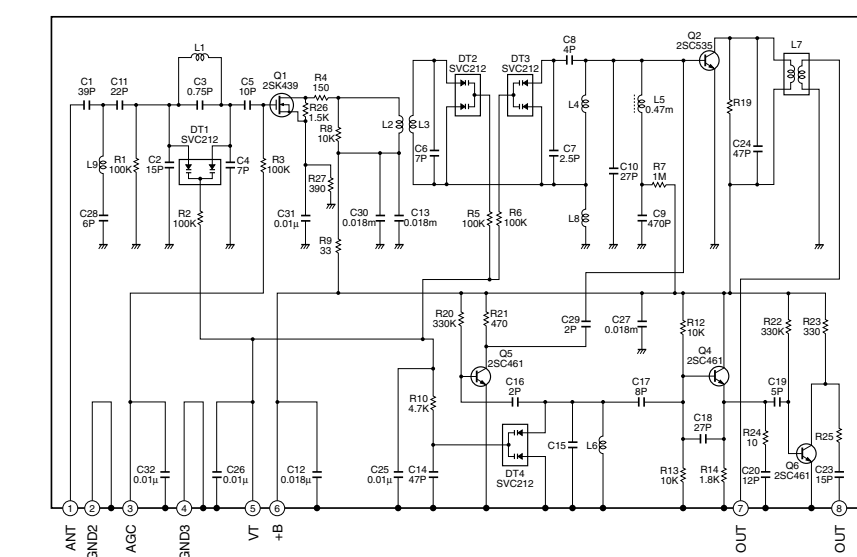 L1
C1
39P
C11
22P
C3
0.75P
C5
10P
Q1
2SK439
R4
150
R26
1.5K
R8
10K
L2
L3
DT2
SVC212
DT3
SVC212
C8
4P
Q2
2SC535
L7
L4
L5
0.47m
R19
DT1
SVC212
L9
R1
100K
C2
15P
C4
7P
R3
100K
C6
7P
C7
2.5P
C24
47P
C10
27P
R7
1M
R27
390
C28
6P
R2
100K
C31
0.01µ
C30
0.018m
C13
0.018m
R5
100K
R6
100K
L8
C9
470P
R9
33
R20
330K
R21
470
C29
2P
C27
0.018m
R12
10K
R22
330K
R23
330
Q5
2SC461
Q4
2SC461
C16
2P
C17
8P
C19
5P
R10
4.7K
C18
27P
R24
10
R25
C15
L6
DT4
SVC212
Q6
2SC461
C32
0.01µ
C26
0.01µ
C12
0.018µ
C25
0.01µ
C14
47P
R13
10K
R14
1.8K
C20
12P
C23
15P
1
2
3
4
5
6
7
8
ANT
GND2
AGC
GND3
VT
+B
OUT
OUT